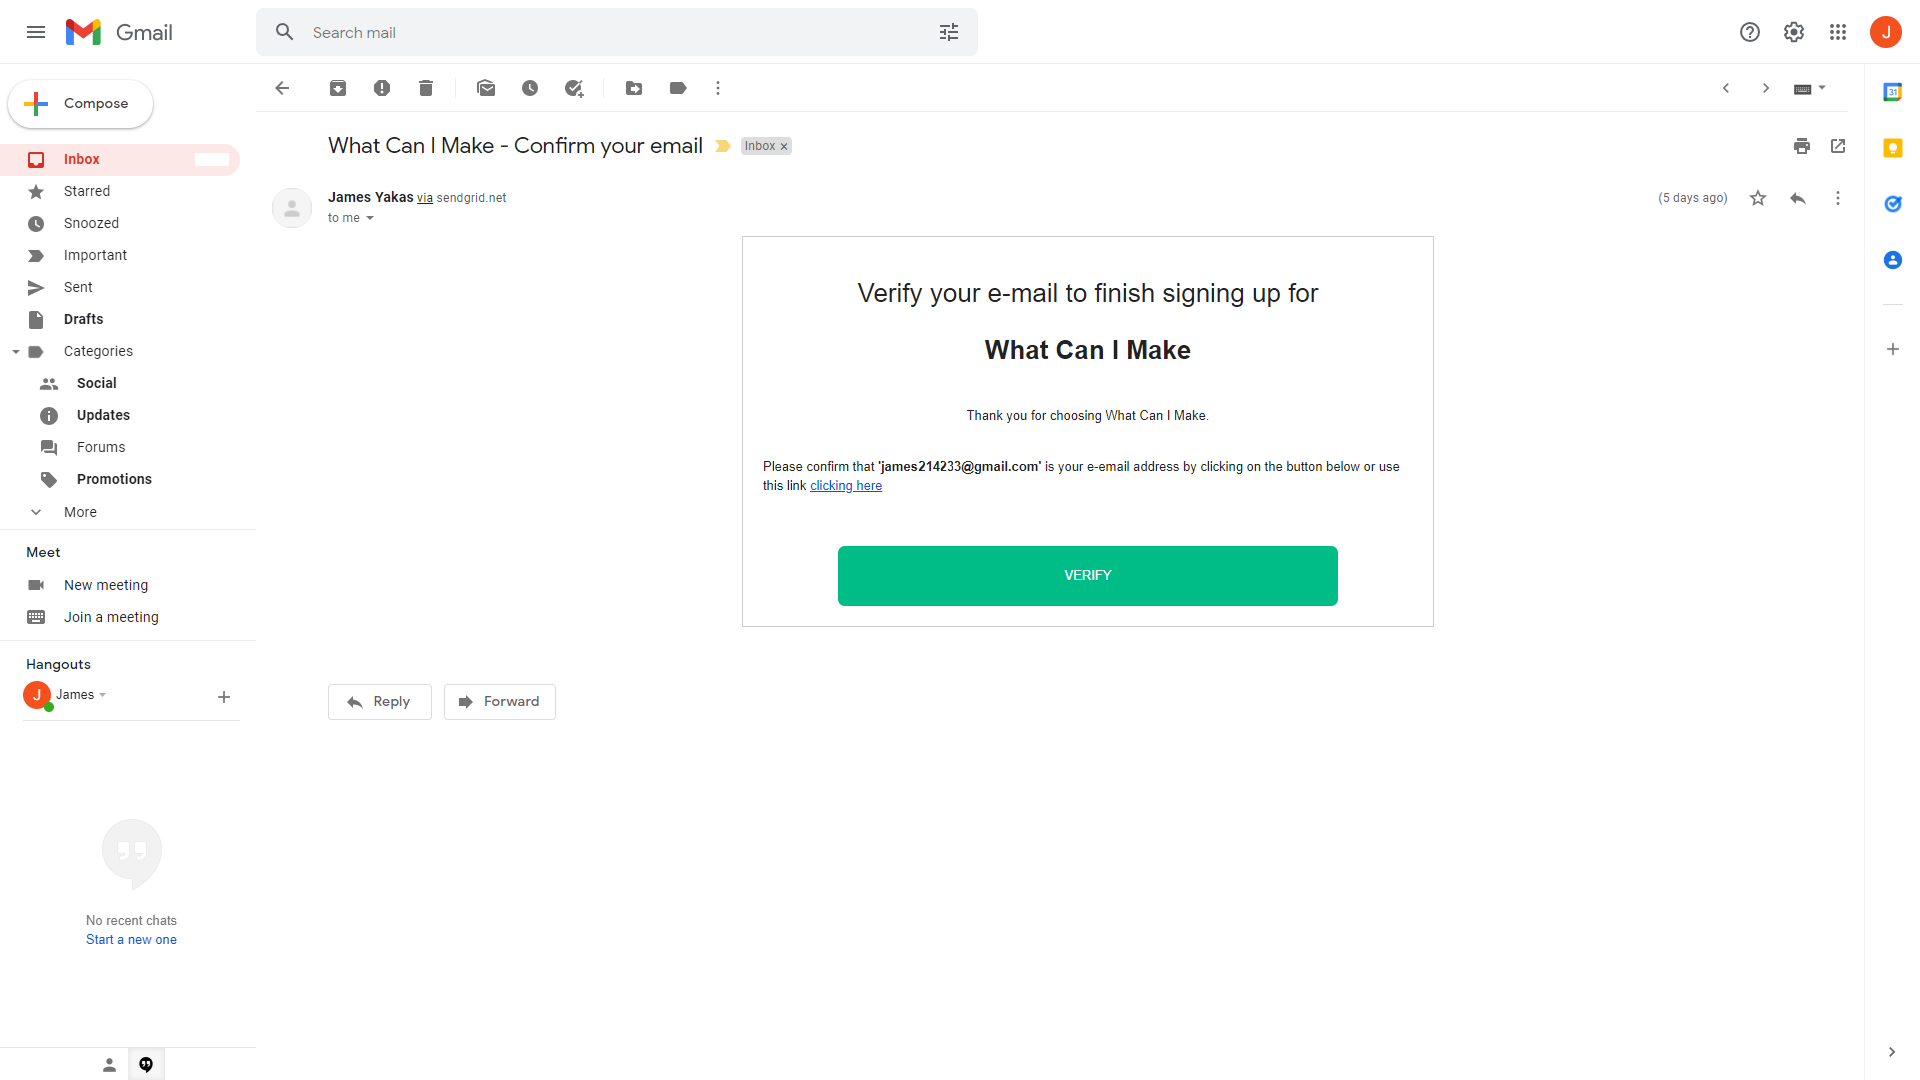 Gmail
Search mail
J
Compose
Inbox
Starred
Snoozed
Important
Sent
Drafts
Categories
Social
Updates
Forums
Promotions
More
Meet
New meeting
Join a meeting
Hangouts
J
James
No recent chats
Start a new one
What Can I Make - Confirm your email
Inbox ×
James Yakas via sendgrid.net
(5 days ago)
to me
Verify your e-mail to finish signing up for
What Can I Make
Thank you for choosing What Can I Make.
Please confirm that 'james214233@gmail.com' is your e-email address by clicking on the button below or use
this link clicking here
VERIFY
Reply
Forward
31